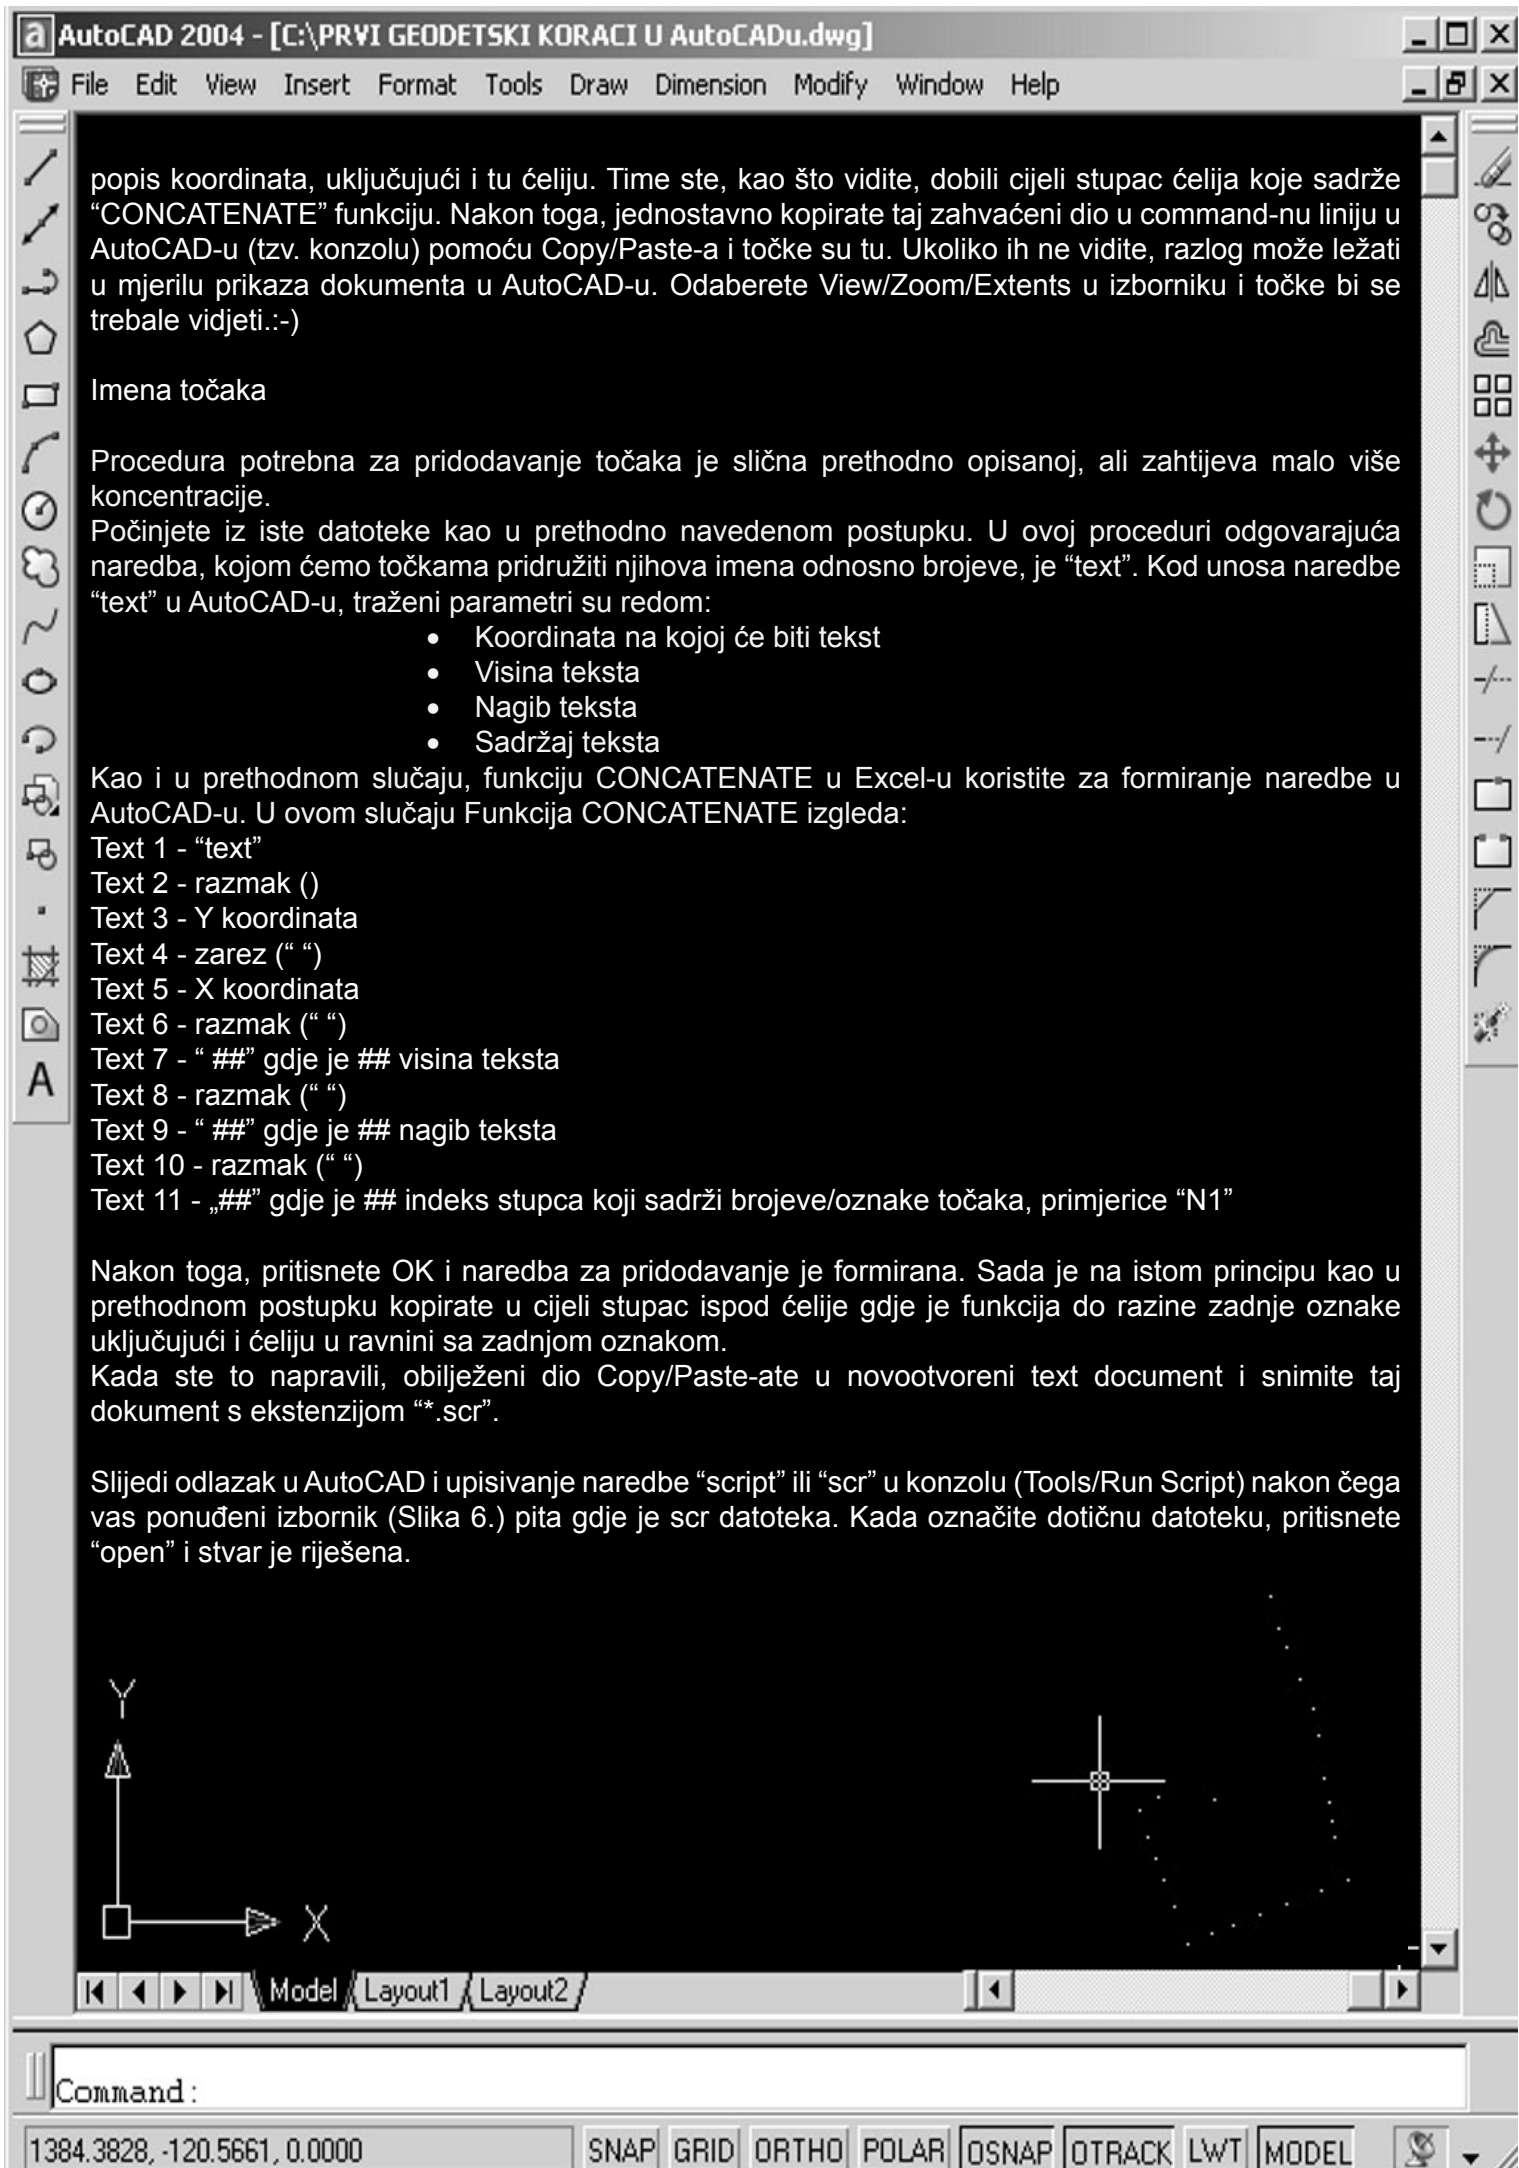 AutoCAD 2004 - [C:\PRVI GEODETSKI KORACI U AutoCADu.dwg]
File Edit View Insert Format Tools Draw Dimension Modify Window Help
popis koordinata, uključujući i tu ćeliju. Time ste, kao što vidite, dobili cijeli stupac ćelija koje sadrže
“CONCATENATE” funkciju. Nakon toga, jednostavno kopirate taj zahvaćeni dio u command-nu liniju u
AutoCAD-u (tzv. konzolu) pomoću Copy/Paste-a i točke su tu. Ukoliko ih ne vidite, razlog može ležati
u mjerilu prikaza dokumenta u AutoCAD-u. Odaberete View/Zoom/Extents u izborniku i točke bi se
trebale vidjeti.:-)
Imena točaka
Procedura potrebna za pridodavanje točaka je slična prethodno opisanoj, ali zahtijeva malo više
koncentracije.
Počinjete iz iste datoteke kao u prethodno navedenom postupku. U ovoj proceduri odgovarajuća
naredba, kojom ćemo točkama pridružiti njihova imena odnosno brojeve, je “text”. Kod unosa naredbe
“text” u AutoCAD-u, traženi parametri su redom:
• Koordinata na kojoj će biti tekst
• Visina teksta
• Nagib teksta
• Sadržaj teksta
Kao i u prethodnom slučaju, funkciju CONCATENATE u Excel-u koristite za formiranje naredbe u
AutoCAD-u. U ovom slučaju Funkcija CONCATENATE izgleda:
Text 1 - “text”
Text 2 - razmak ()
Text 3 - Y koordinata
Text 4 - zarez (“ “)
Text 5 - X koordinata
Text 6 - razmak (“ “)
Text 7 - “ ##” gdje je ## visina teksta
Text 8 - razmak (“ “)
Text 9 - “ ##” gdje je ## nagib teksta
Text 10 - razmak (“ “)
Text 11 - „##” gdje je ## indeks stupca koji sadrži brojeve/oznake točaka, primjerice “N1”
Nakon toga, pritisnete OK i naredba za pridodavanje je formirana. Sada je na istom principu kao u
prethodnom postupku kopirate u cijeli stupac ispod ćelije gdje je funkcija do razine zadnje oznake
uključujući i ćeliju u ravnini sa zadnjom oznakom.
Kada ste to napravili, obilježeni dio Copy/Paste-ate u novootvoreni text document i snimite taj
dokument s ekstenzijom “*.scr”.
Slijedi odlazak u AutoCAD i upisivanje naredbe “script” ili “scr” u konzolu (Tools/Run Script) nakon čega
vas ponuđeni izbornik (Slika 6.) pita gdje je scr datoteka. Kada označite dotičnu datoteku, pritisnete
“open” i stvar je riješena.
Y
X
Model Layout1 Layout2
Command:
1384.3828, -120.5661, 0.0000 SNAP GRID ORTHO POLAR OSNAP OTRACK LWT MODEL